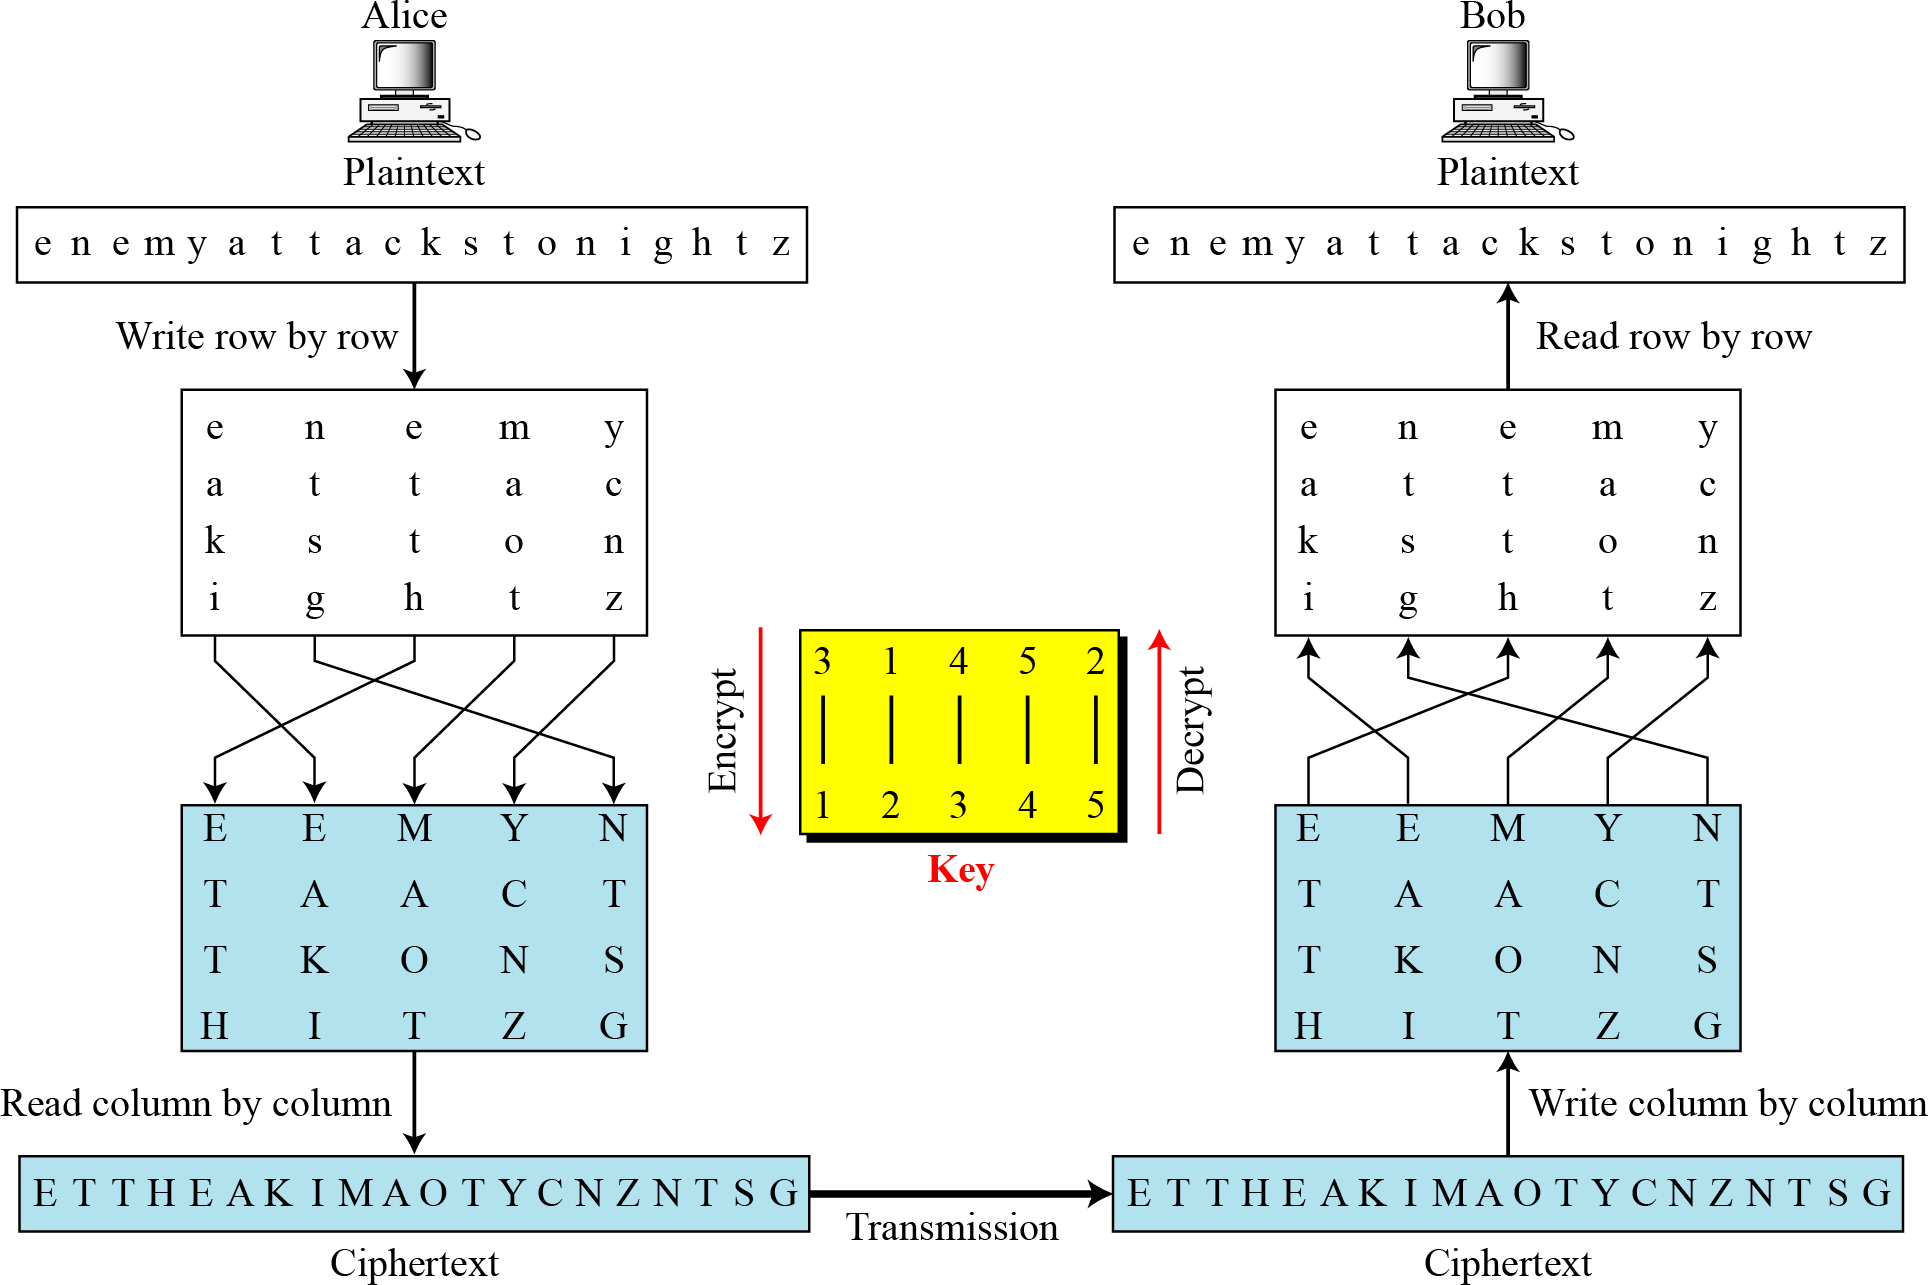 Alice
Plaintext
e n e m y a t t a c k s t o n i g h t z
Write row by row
e n e m y
a t t a c
k s t o n
i g h t z
E E M Y N
T A A C T
T K O N S
H I T Z G
Read column by column
E T T H E A K I M A O T Y C N Z N T S G
Ciphertext
Encrypt
3 1 4 5 2
1 2 3 4 5
Key
Decrypt
Transmission
Bob
Plaintext
e n e m y a t t a c k s t o n i g h t z
Read row by row
e n e m y
a t t a c
k s t o n
i g h t z
E E M Y N
T A A C T
T K O N S
H I T Z G
Write column by column
E T T H E A K I M A O T Y C N Z N T S G
Ciphertext